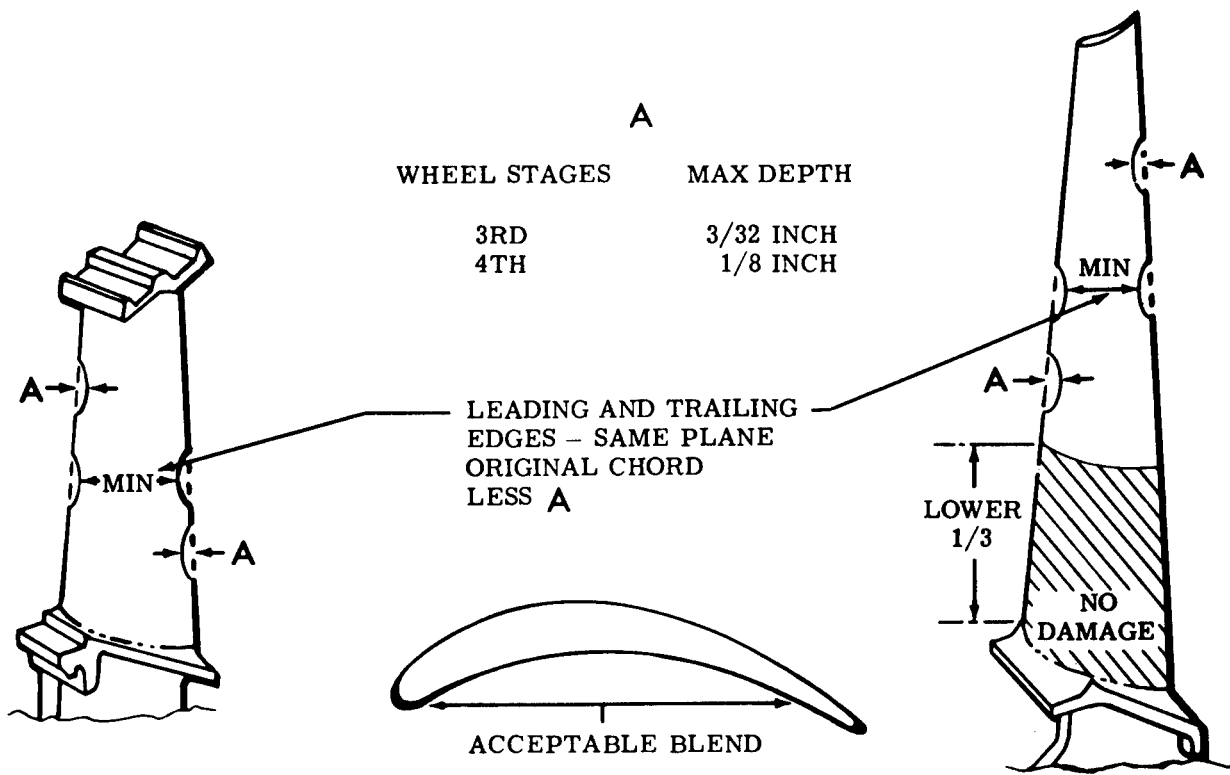 A
WHEEL STAGES MAX DEPTH
3RD 3/32 INCH
4TH 1/8 INCH
A
MIN
A
A
MIN
A
LEADING AND TRAILING
EDGES – SAME PLANE
ORIGINAL CHORD
LESS A
LOWER
1/3
NO
DAMAGE
ACCEPTABLE BLEND